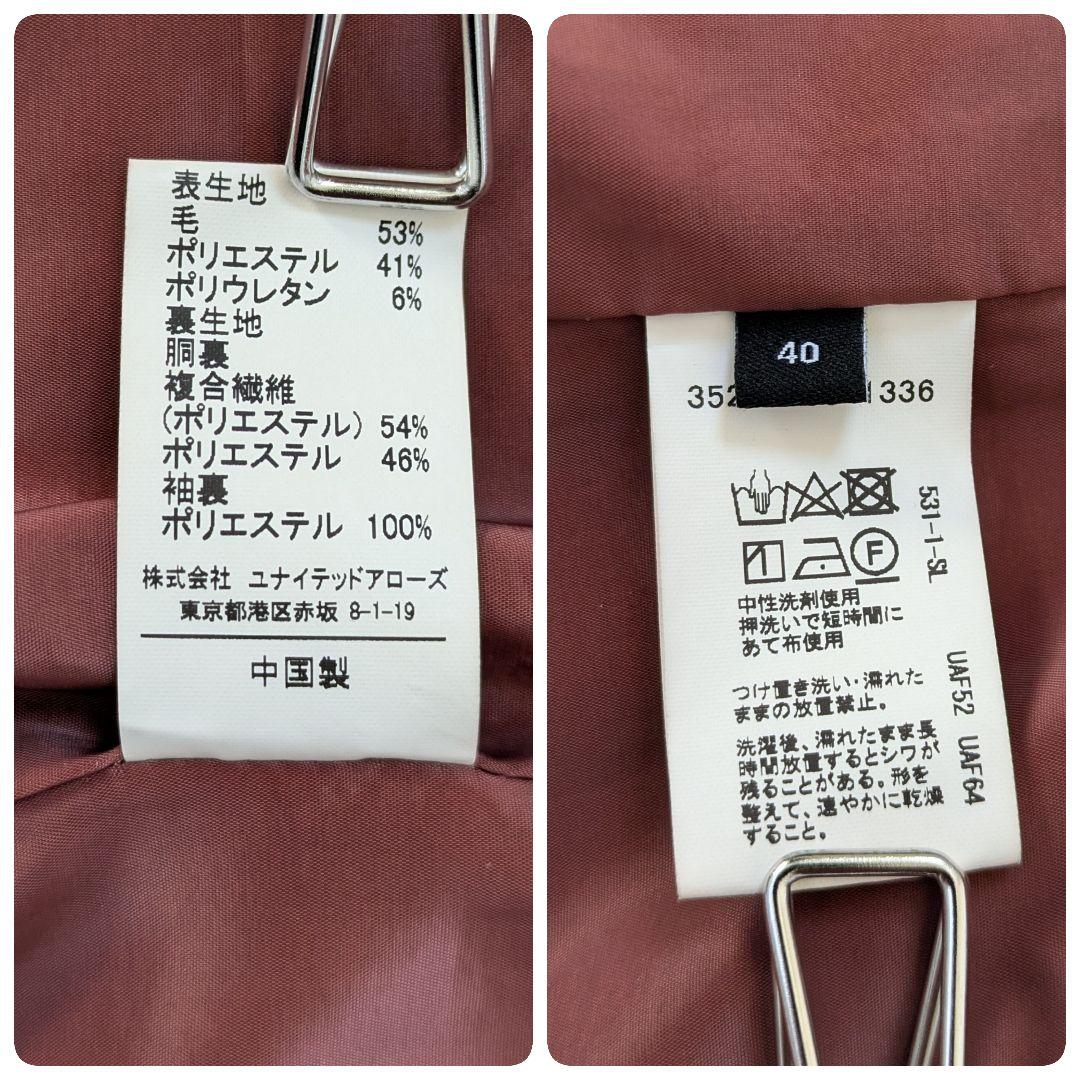 表生地
毛 53%
ポリエステル 41%
ポリウレタン 6%
裏生地
胴裏
複合繊維
(ポリエステル) 54%
ポリエステル 46%
袖裏
ポリエステル 100%
株式会社 ユナイテッドアローズ
東京都港区赤坂 8-1-19
中国製
40
352 1336
531-1-SL
F
中性洗剤使用
押洗いで短時間に
あて布使用
つけ置き洗い・濡れた
ままの放置禁止。
洗濯後、濡れたまま長
時間放置するとシワが
残ることがある。形を
整えて、速やかに乾燥
すること。
UAF52 UAF64